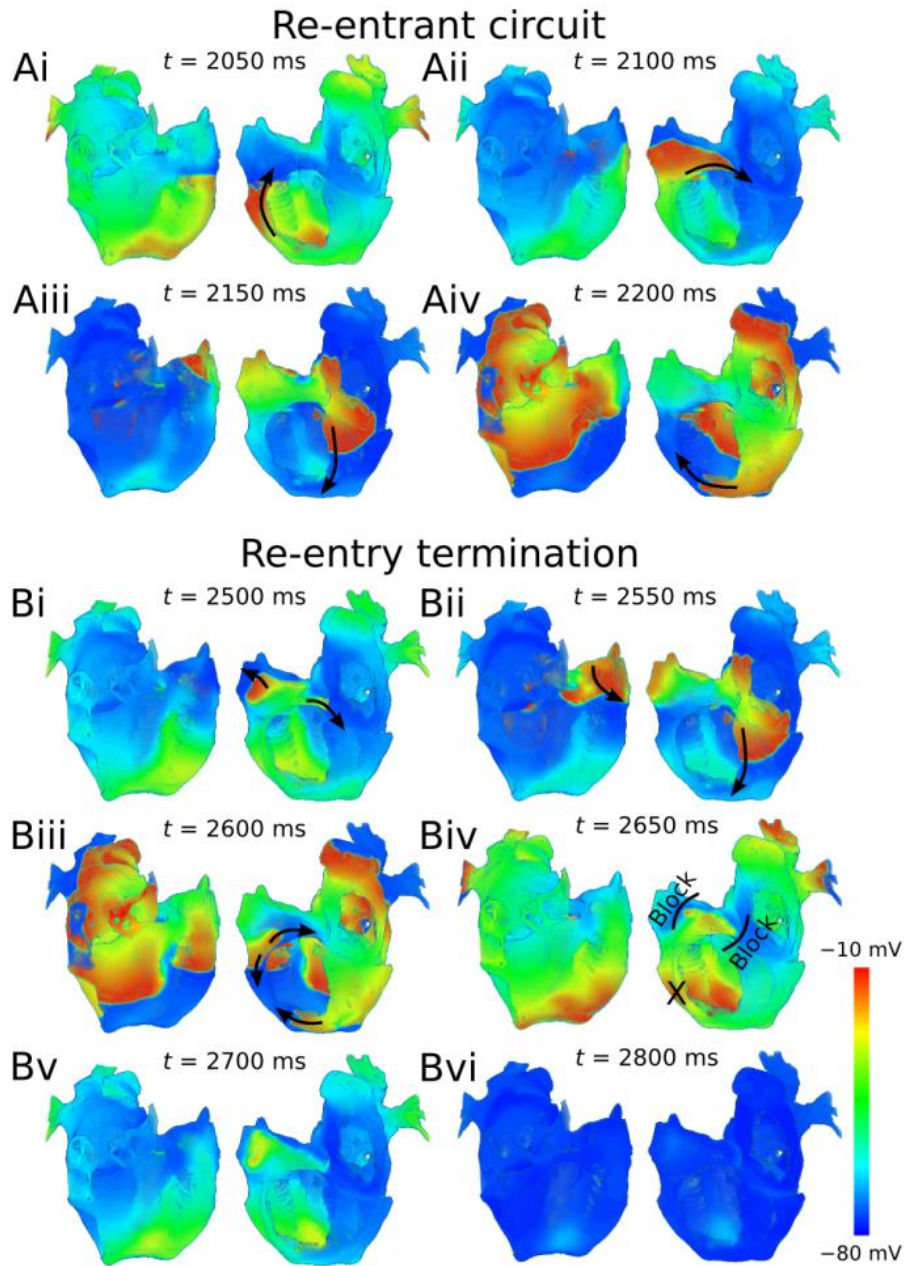 Re-entrant circuit
Ai
t = 2050 ms
Aii
t = 2100 ms
Aiii
t = 2150 ms
Aiv
t = 2200 ms
Re-entry termination
Bi
t = 2500 ms
Bii
t = 2550 ms
Biii
t = 2600 ms
Biv
t = 2650 ms
Block
Block
X
−10 mV
Bv
t = 2700 ms
Bvi
t = 2800 ms
−80 mV